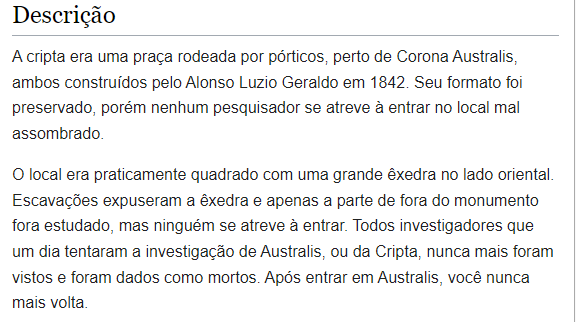 Descrição
A cripta era uma praça rodeada por pórticos, perto de Corona Australis,
ambos construídos pelo Alonso Luzio Geraldo em 1842. Seu formato foi
preservado, porém nenhum pesquisador se atreve à entrar no local mal
assombrado.
O local era praticamente quadrado com uma grande êxedra no lado oriental.
Escavações expuseram a êxedra e apenas a parte de fora do monumento
fora estudado, mas ninguém se atreve à entrar. Todos investigadores que
um dia tentaram a investigação de Australis, ou da Cripta, nunca mais foram
vistos e foram dados como mortos. Após entrar em Australis, você nunca
mais volta.